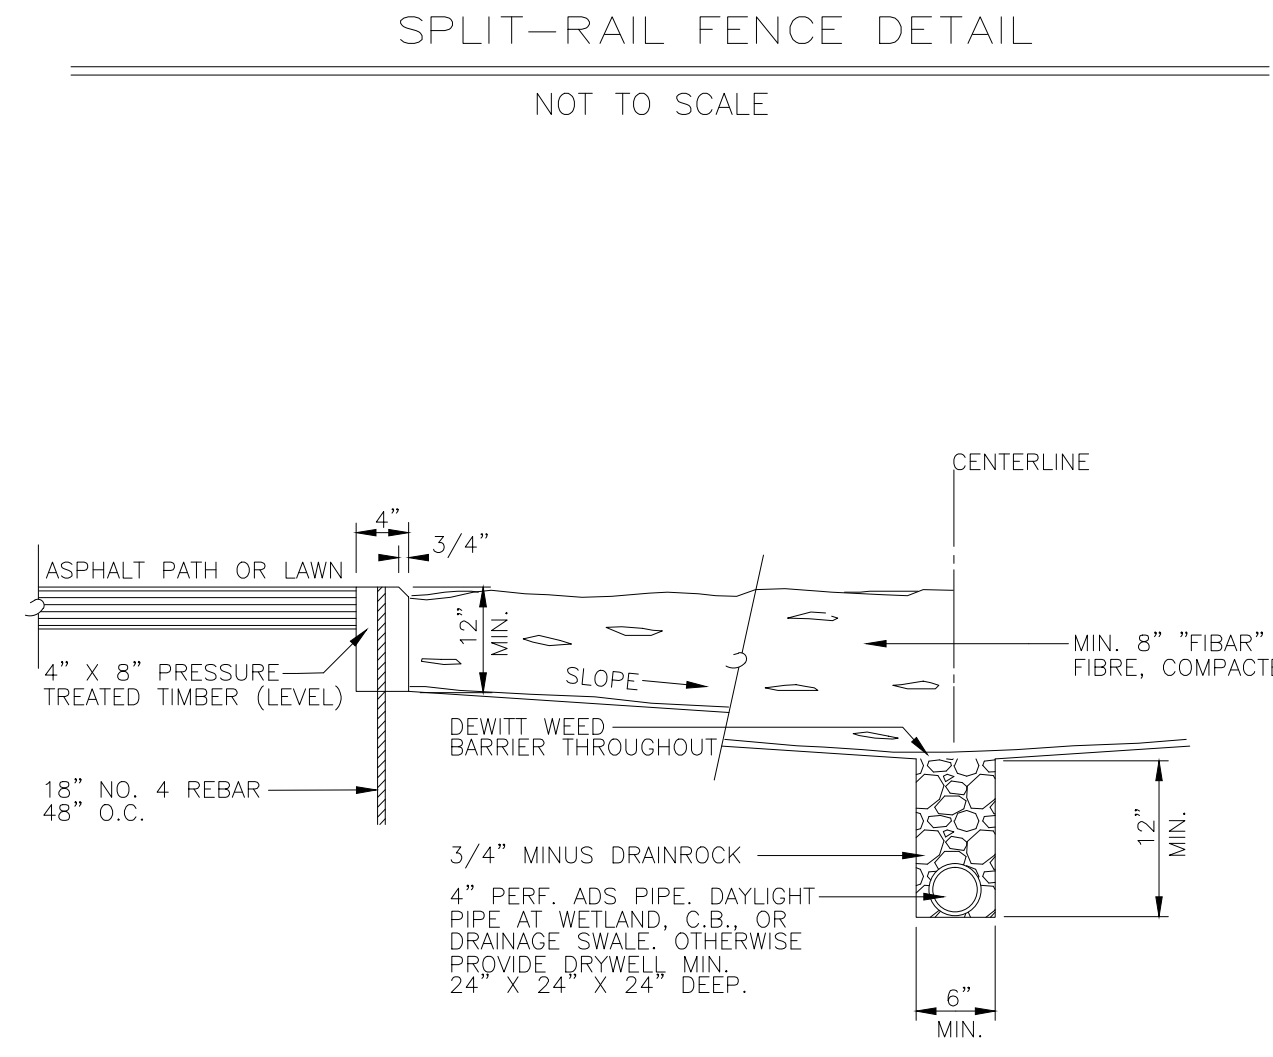 SPLIT-RAIL FENCE DETAIL
NOT TO SCALE
CENTERLINE
4"
3/4"
ASPHALT PATH OR LAWN
12"
MIN.
MIN. 8" "FIBAR"
FIBRE, COMPACTE
4" X 8" PRESSURE
TREATED TIMBER (LEVEL)
SLOPE
DEWITT WEED
BARRIER THROUGHOUT
18" NO. 4 REBAR
48" O.C.
12"
MIN.
3/4" MINUS DRAINROCK
4" PERF. ADS PIPE. DAYLIGHT
PIPE AT WETLAND, C.B., OR
DRAINAGE SWALE. OTHERWISE
PROVIDE DRYWELL MIN.
24" X 24" X 24" DEEP.
6"
MIN.